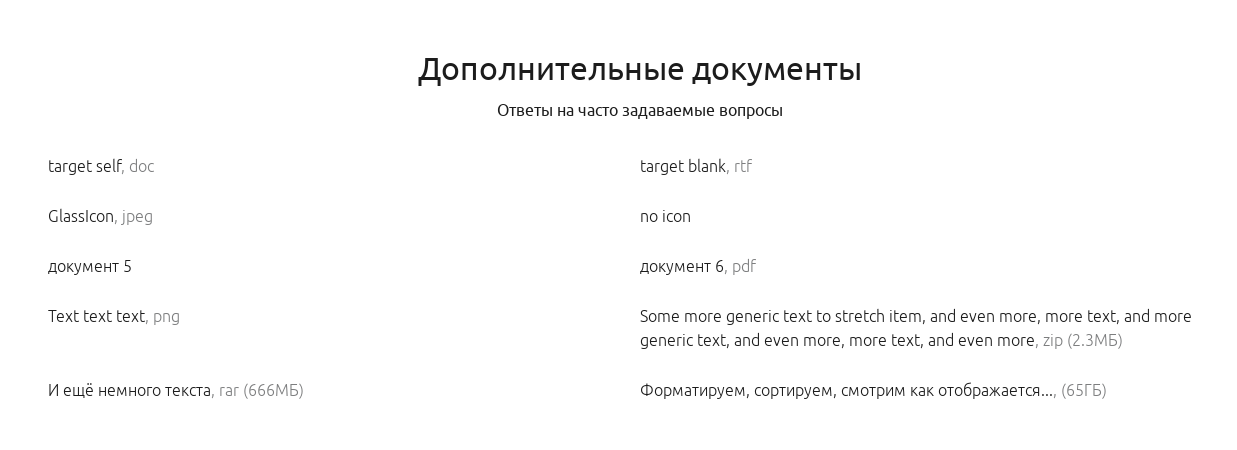 Дополнительные документы
Ответы на часто задаваемые вопросы
target self, doc
target blank, rtf
GlassIcon, jpeg
no icon
документ 5
документ 6, pdf
Text text text, png
Some more generic text to stretch item, and even more, more text, and more
generic text, and even more, more text, and even more, zip (2.3МБ)
И ещё немного текста, rar (666МБ)
Форматируем, сортируем, смотрим как отображается..., (65ГБ)